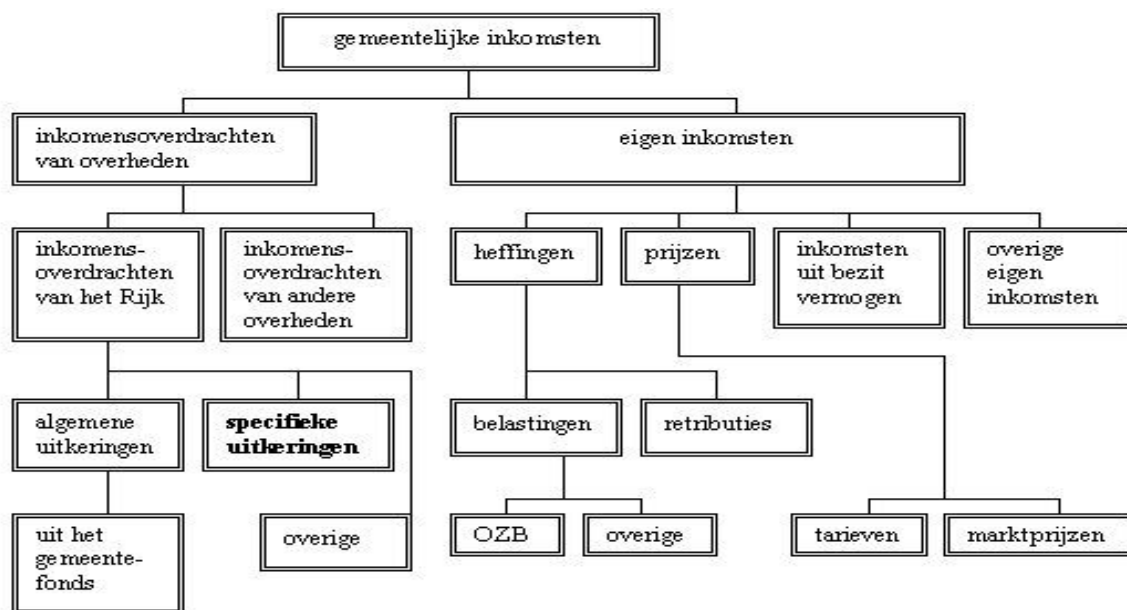 gemeentelijke inkomsten
inkomensoverdrachten
van overheden
eigen inkomsten
inkomens-
overdrachten
van het Rijk
inkomens-
overdrachten
van andere
overheden
heffingen
prijzen
inkomsten
uit bezit
vermogen
overige
eigen
inkomsten
algemene
uitkeringen
specifieke
uitkeringen
belastingen
retributies
uit het
gemeente-
fonds
overige
OZB
overige
tarieven
marktprijzen